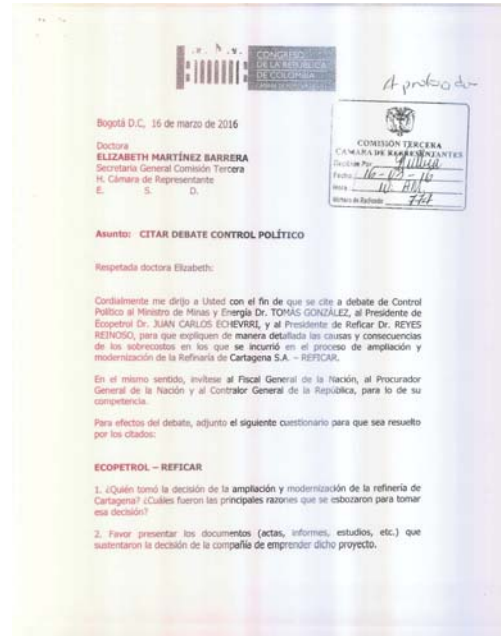 CONGRESO
DE LA REPÚBLICA
DE COLOMBIA
Aprobado
Bogotá D.C, 16 de marzo de 2016
COMISIÓN TERCERA
CAMARA DE REPRESENTANTES
Recibido Por
Fecha 16-03-16
Hora 10 AM
Número de Radicado 777
Doctora
ELIZABETH MARTÍNEZ BARRERA
Secretaria General Comisión Tercera
H. Cámara de Representante
E. S. D.
Asunto: CITAR DEBATE CONTROL POLÍTICO
Respetada doctora Elizabeth:
Cordialmente me dirijo a Usted con el fin de que se cite a debate de Control
Político al Ministro de Minas y Energía Dr. TOMÁS GONZÁLEZ, al Presidente de
Ecopetrol Dr. JUAN CARLOS ECHEVRRI, y al Presidente de Reficar Dr. REYES
REINOSO, para que expliquen de manera detallada las causas y consecuencias
de los sobrecostos en los que se incurrió en el proceso de ampliación y
modernización de la Refinaría de Cartagena S.A. – REFICAR.
En el mismo sentido, invítese al Fiscal General de la Nación, al Procurador
General de la Nación y al Contralor General de la República, para lo de su
competencia.
Para efectos del debate, adjunto el siguiente cuestionario para que sea resuelto
por los citados:
ECOPETROL – REFICAR
1. ¿Quién tomó la decisión de la ampliación y modernización de la refinería de
Cartagena? ¿Cuáles fueron las principales razones que se esbozaron para tomar
esa decisión?
2. Favor presentar los documentos (actas, informes, estudios, etc.) que
sustentaron la decisión de la compañía de emprender dicho proyecto.